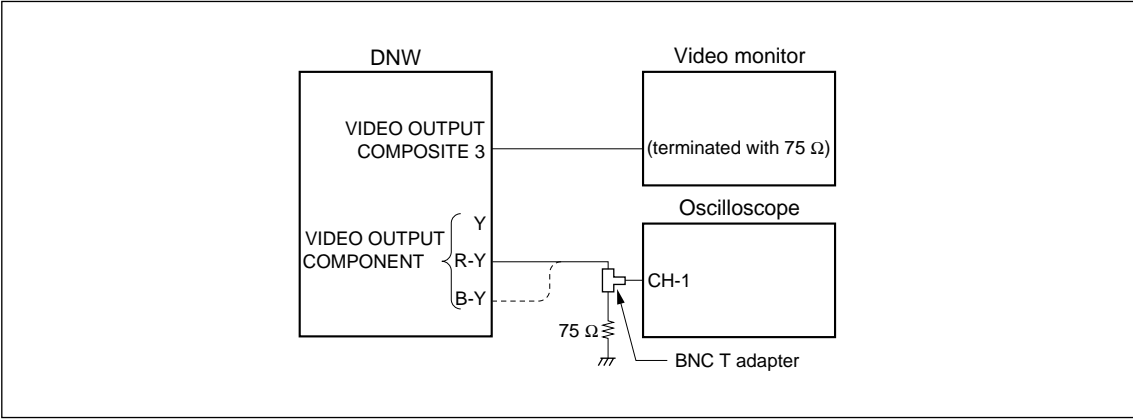 DNW
VIDEO OUTPUT
COMPOSITE 3
VIDEO OUTPUT
COMPONENT
Y
R-Y
B-Y
Video monitor
(terminated with 75 Ω)
Oscilloscope
CH-1
75 Ω
BNC T adapter